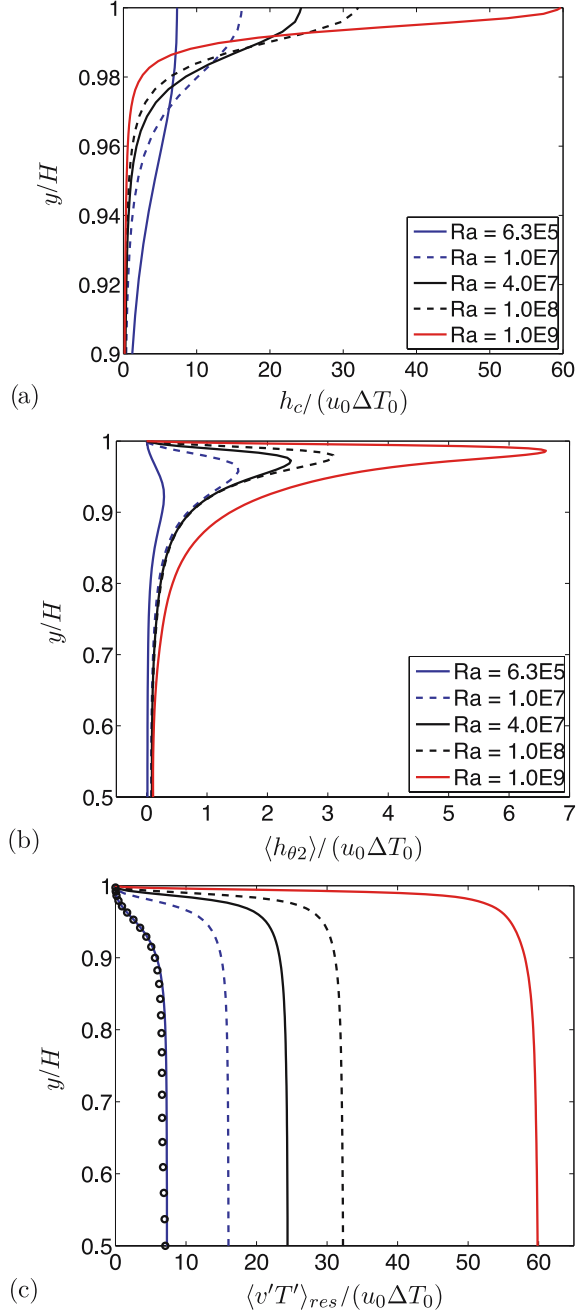 1
0.98
0.96
0.94
0.92
0.9
y/H
Ra = 6.3E5
Ra = 1.0E7
Ra = 4.0E7
Ra = 1.0E8
Ra = 1.0E9
0 10 20 30 40 50 60
(a)
h_c/(u_0ΔT_0)
1
0.9
0.8
0.7
0.6
0.5
y/H
Ra = 6.3E5
Ra = 1.0E7
Ra = 4.0E7
Ra = 1.0E8
Ra = 1.0E9
0 1 2 3 4 5 6 7
(b)
⟨h_{θ2}⟩/(u_0ΔT_0)
1
0.9
0.8
0.7
0.6
0.5
y/H
0 10 20 30 40 50 60
(c)
⟨v′T′⟩_{res}/(u_0ΔT_0)